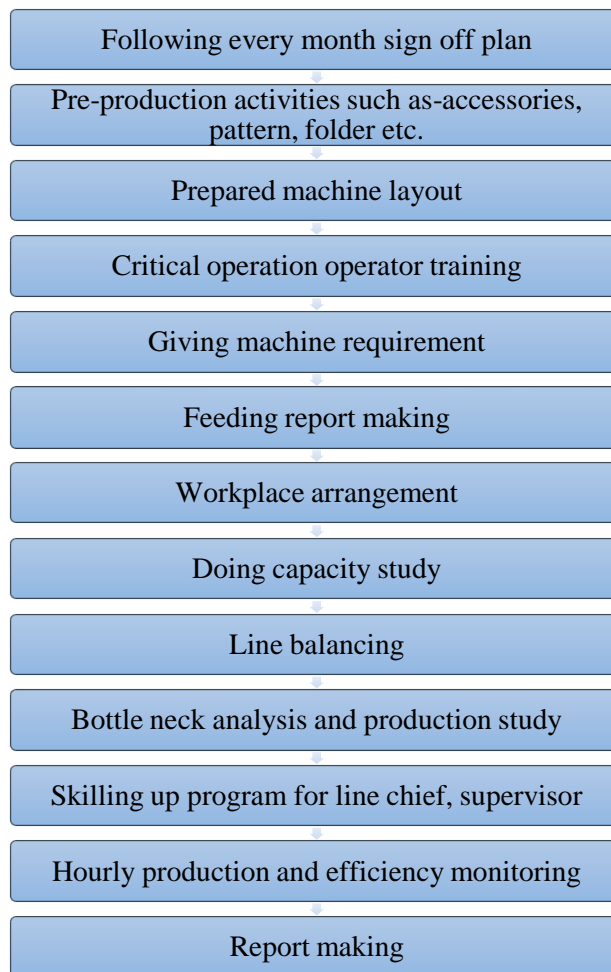 Following every month sign off plan
Pre-production activities such as-accessories,
pattern, folder etc.
Prepared machine layout
Critical operation operator training
Giving machine requirement
Feeding report making
Workplace arrangement
Doing capacity study
Line balancing
Bottle neck analysis and production study
Skilling up program for line chief, supervisor
Hourly production and efficiency monitoring
Report making